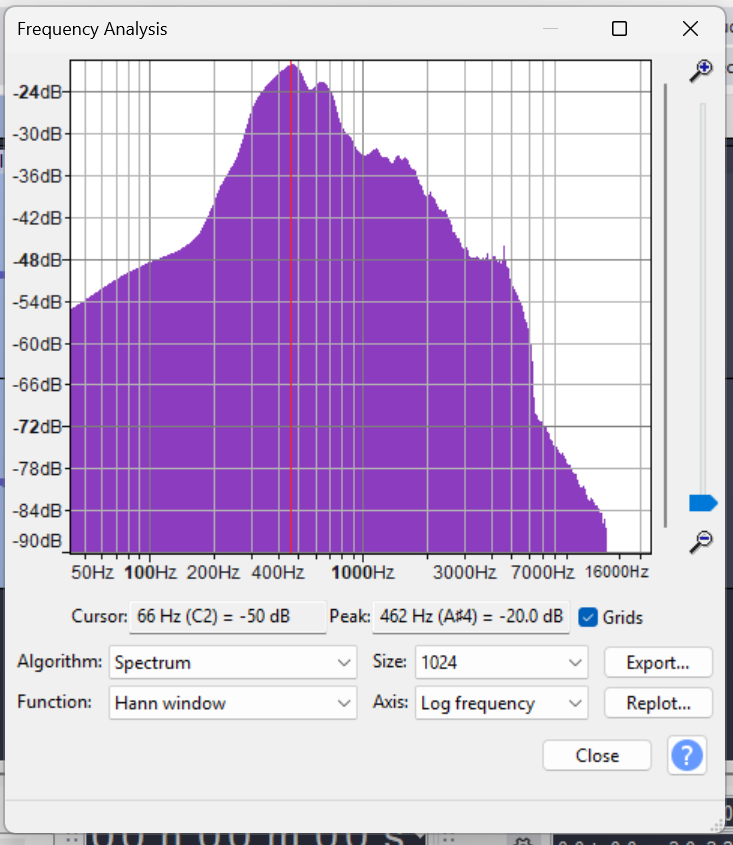 Frequency Analysis
-24dB
-30dB
-36dB
-42dB
-48dB
-54dB
-60dB
-66dB
-72dB
-78dB
-84dB
-90dB
50Hz 100Hz 200Hz 400Hz 1000Hz 3000Hz 7000Hz 16000Hz
Cursor: 66 Hz (C2) = -50 dB Peak: 462 Hz (A♯4) = -20.0 dB Grids
Algorithm: Spectrum Size: 1024 Export...
Function: Hann window Axis: Log frequency Replot...
Close ?